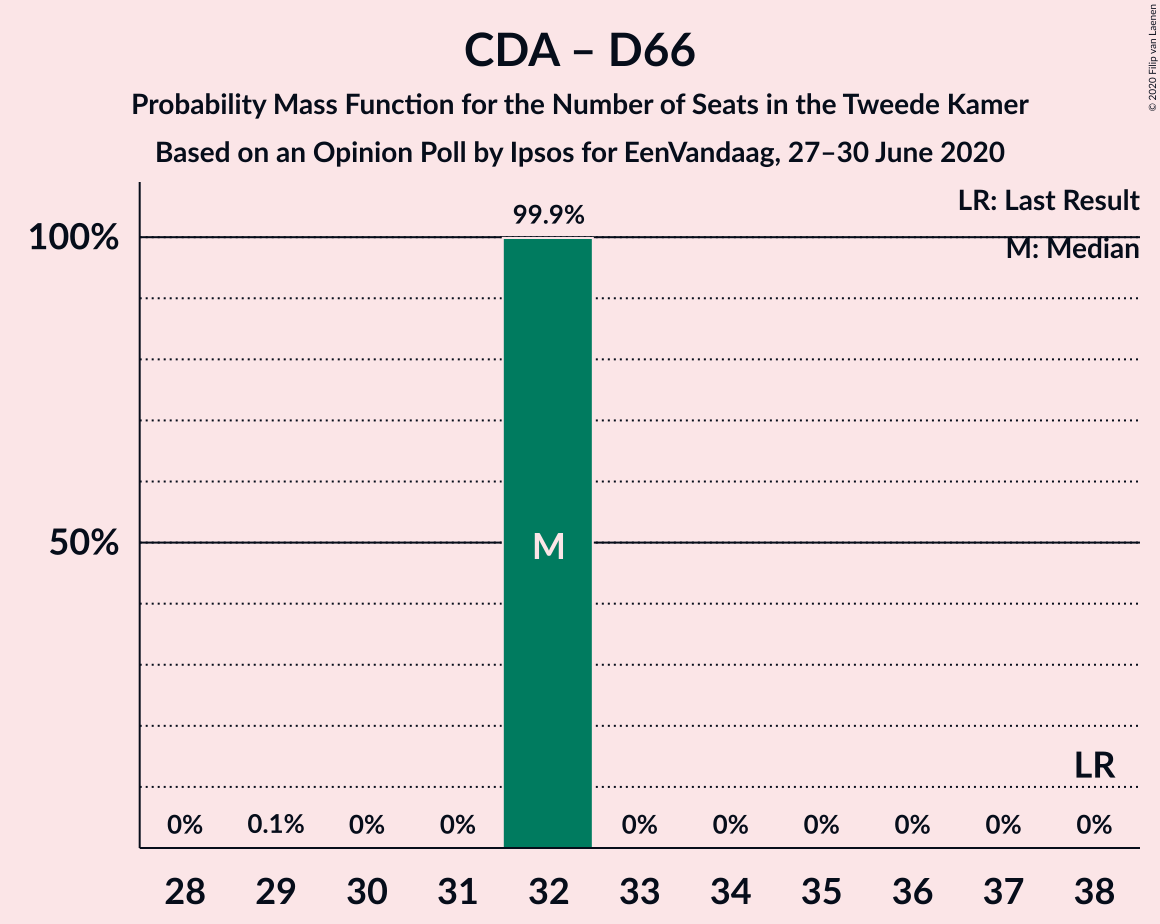 CDA – D66
Probability Mass Function for the Number of Seats in the Tweede Kamer
Based on an Opinion Poll by Ipsos for EenVandaag, 27–30 June 2020
© 2020 Filip van Laenen
LR: Last Result
M: Median
99.9%
100%
50%
M
LR
0% 0.1% 0% 0% 0% 0% 0% 0% 0% 0%
28 29 30 31 32 33 34 35 36 37 38